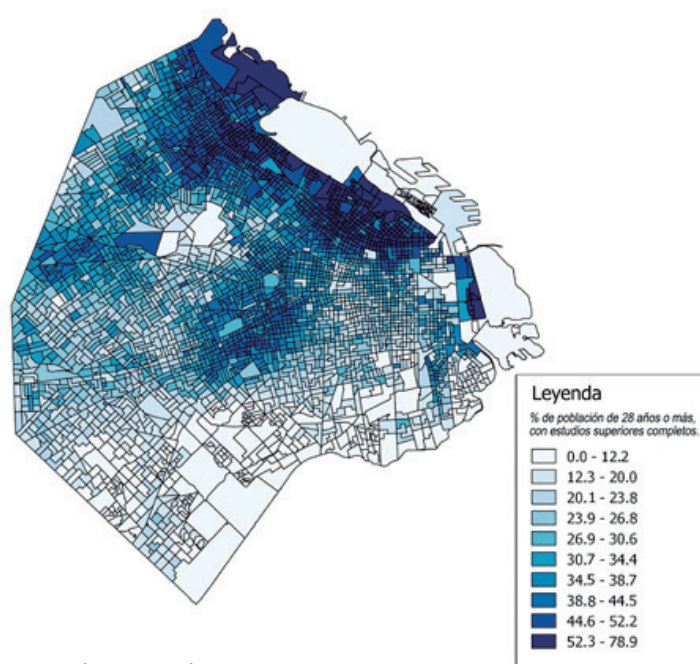 Leyenda
% de población de 28 años o más,
con estudios superiores completos.
0.0 - 12.2
12.3 - 20.0
20.1 - 23.8
23.9 - 26.8
26.9 - 30.6
30.7 - 34.4
34.5 - 38.7
38.8 - 44.5
44.6 - 52.2
52.3 - 78.9